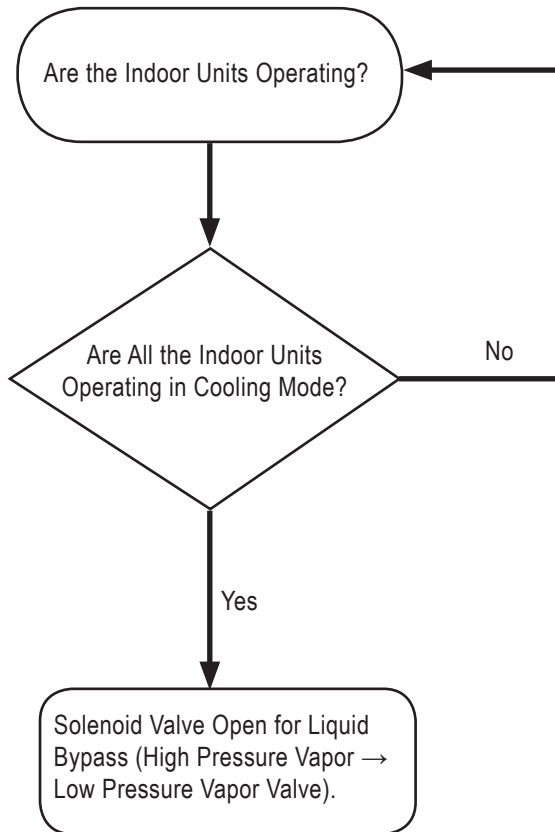 Are the Indoor Units Operating?
Are All the Indoor Units
Operating in Cooling Mode?
No
Yes
Solenoid Valve Open for Liquid
Bypass (High Pressure Vapor →
Low Pressure Vapor Valve).